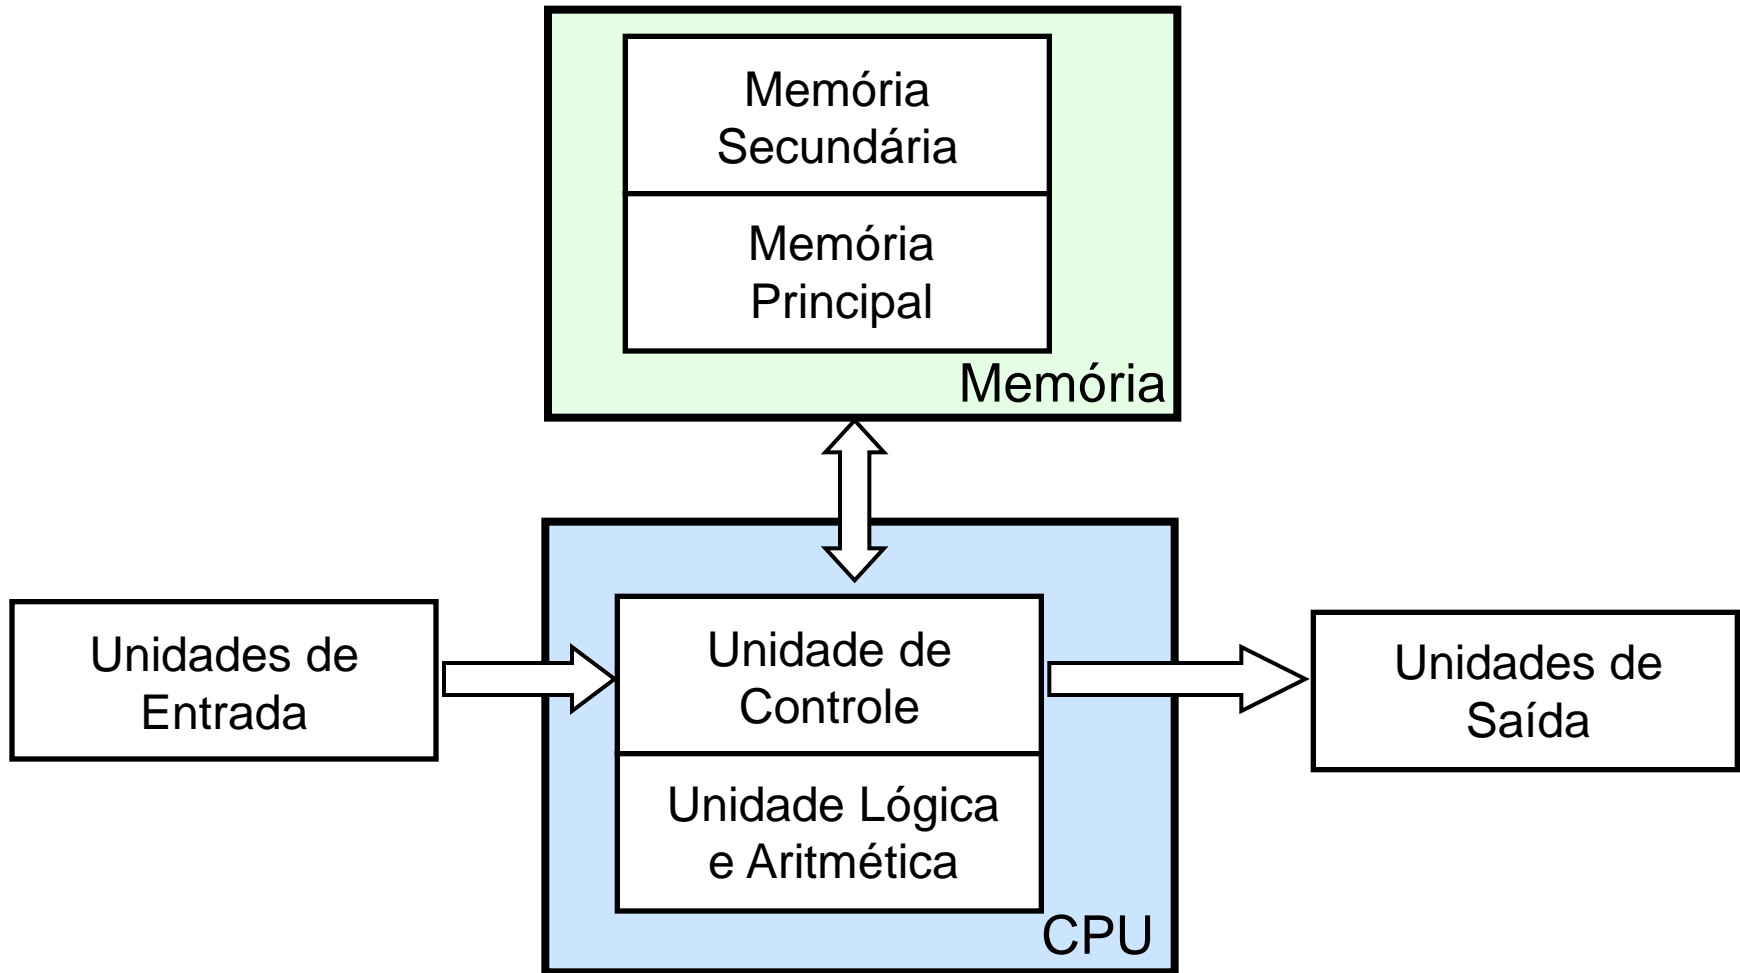 Memória
Secundária
Memória
Principal
Memória
Unidades de
Entrada
Unidade de
Controle
Unidade Lógica
e Aritmética
CPU
Unidades de
Saída